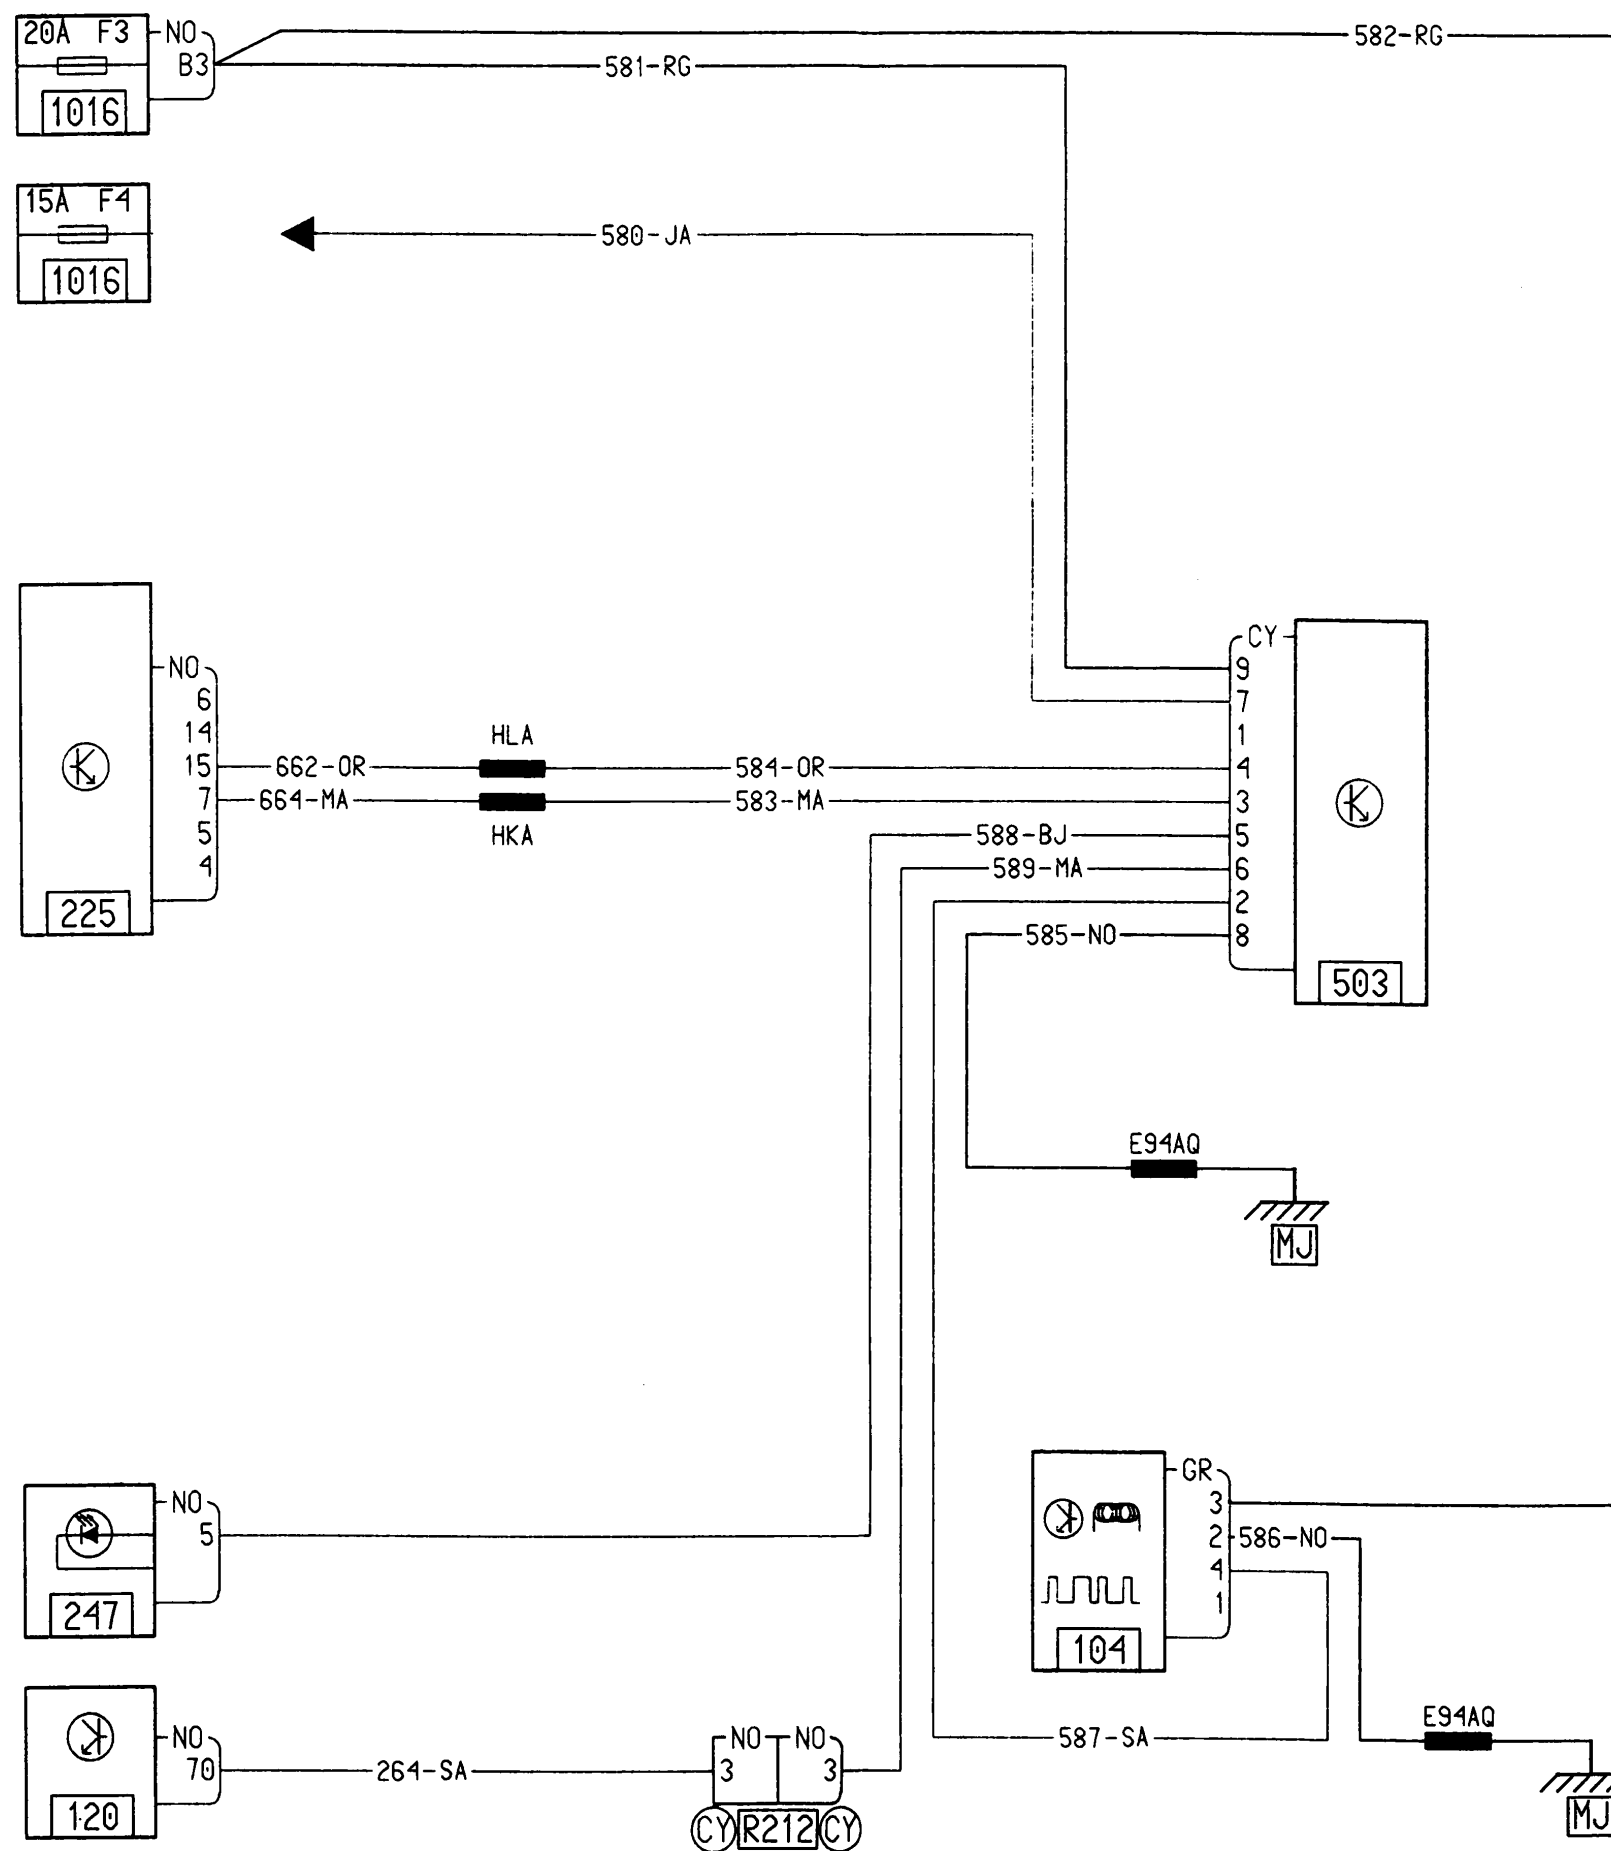 20A F3
NO
B3
1016
582-RG
581-RG
15A F4
1016
580-JA
NO
6
14
15
7
5
4
225
662-OR
664-MA
HLA
HKA
584-OR
583-MA
588-BJ
589-MA
585-NO
CY
9
7
1
4
3
5
6
2
8
503
E94AQ
MJ
NO
5
247
GR
3
2
4
1
104
586-NO
587-SA
E94AQ
MJ
NO
70
120
264-SA
NO NO
3 3
CY R212 CY